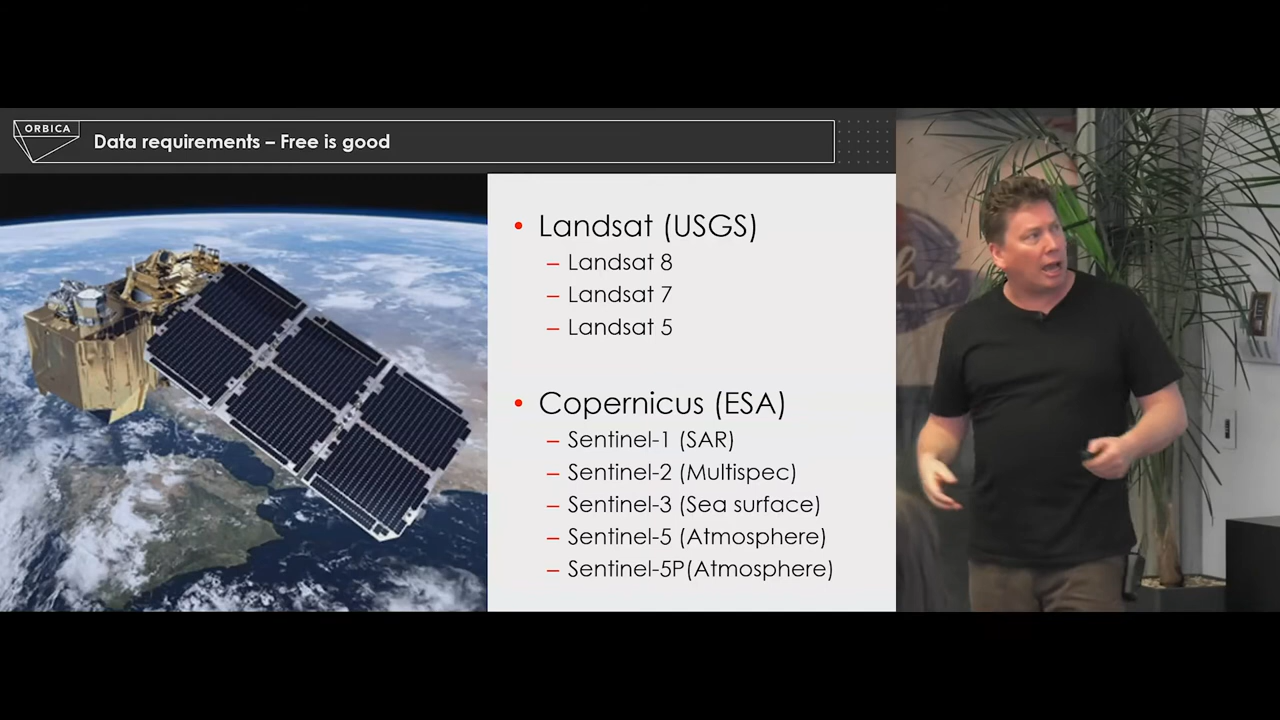 ORBICA
Data requirements – Free is good
• Landsat (USGS)
– Landsat 8
– Landsat 7
– Landsat 5
• Copernicus (ESA)
– Sentinel-1 (SAR)
– Sentinel-2 (Multispec)
– Sentinel-3 (Sea surface)
– Sentinel-5 (Atmosphere)
– Sentinel-5P(Atmosphere)